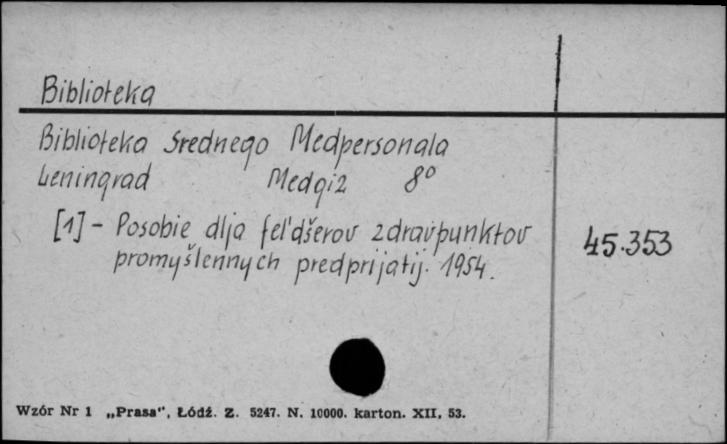 Biblioteka
Biblioteka Srednego Medpersonala
Leningrad Medgiz 8°
[1] - Posobie dlja fel'dšerov zdravpunktov 45.353
promyšlennych predprijatij. 1954.
Wzór Nr 1 „Prasa", Łódź. Z. 5247. N. 10000. karton. XII, 53.